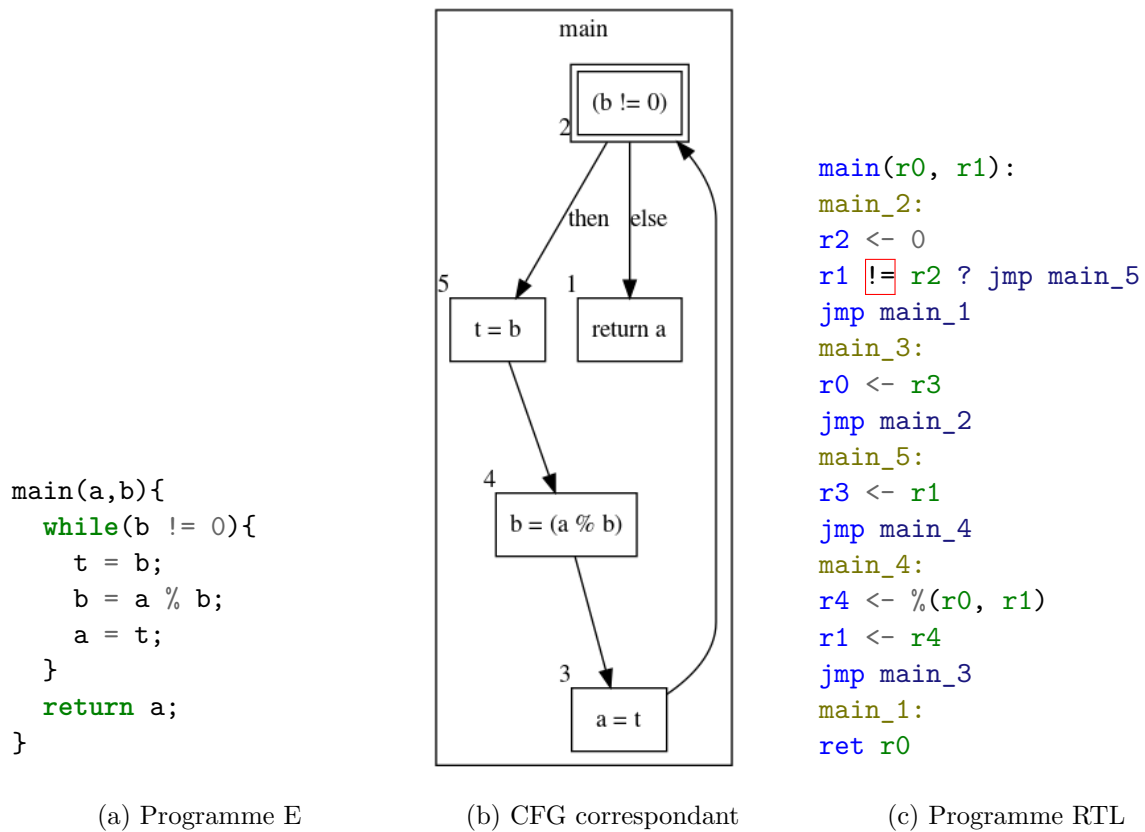 main(a,b){
while(b != 0){
t = b;
b = a % b;
a = t;
}
return a;
}
(a) Programme E
main
(b != 0)
2
then
else
5
t = b
1
return a
4
b = (a % b)
3
a = t
(b) CFG correspondant
main(r0, r1):
main_2:
r2 <- 0
r1 != r2 ? jmp main_5
jmp main_1
main_3:
r0 <- r3
jmp main_2
main_5:
r3 <- r1
jmp main_4
main_4:
r4 <- %(r0, r1)
r1 <- r4
jmp main_3
main_1:
ret r0
(c) Programme RTL